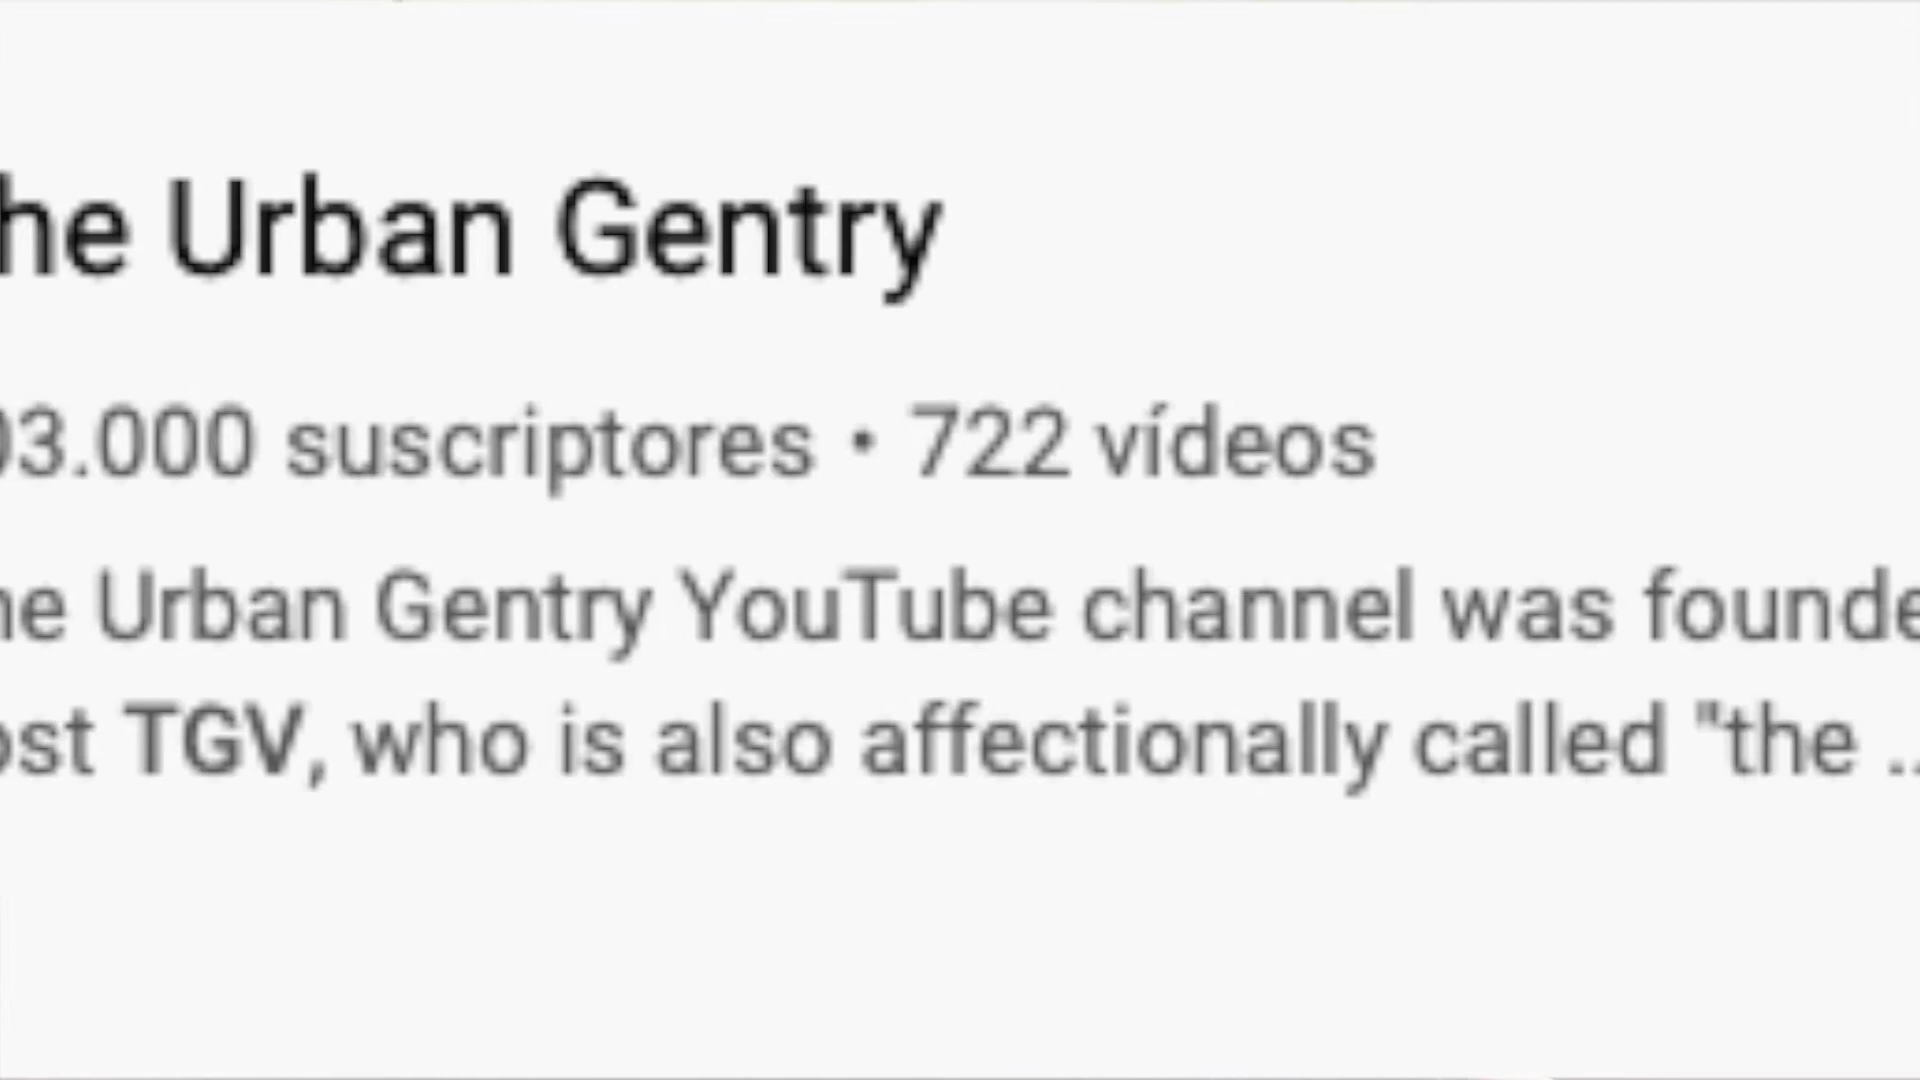 he Urban Gentry
03.000 suscriptores • 722 vídeos
he Urban Gentry YouTube channel was founde
ost TGV, who is also affectionally called "the ..